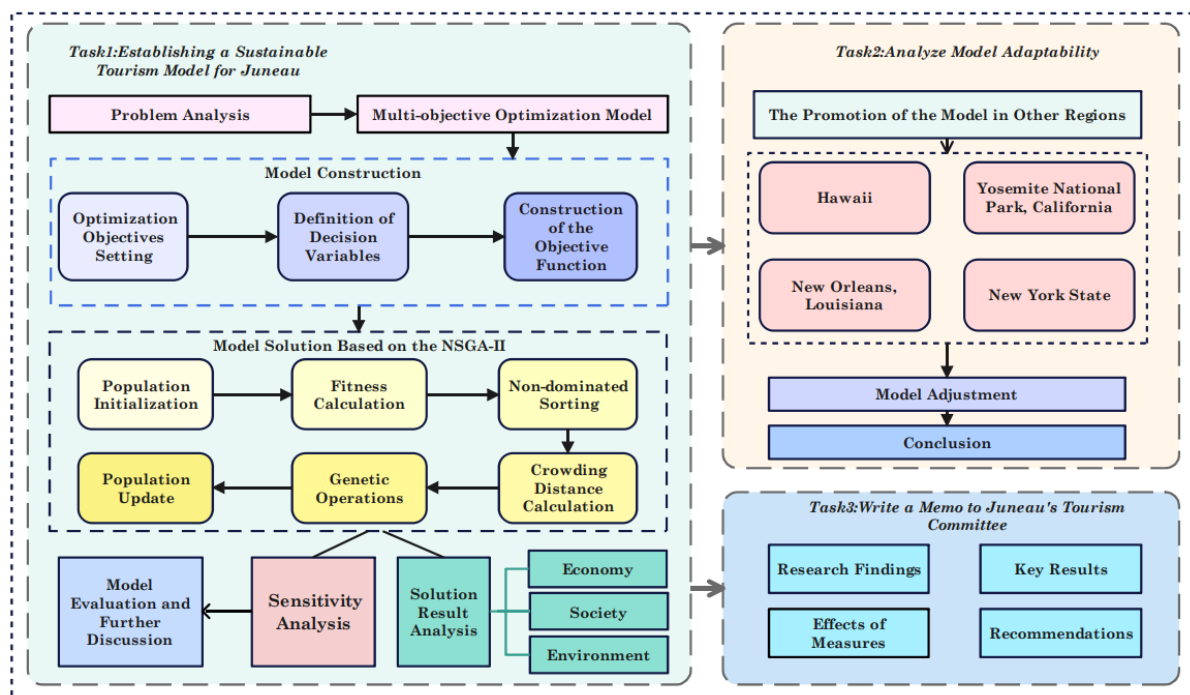 Task1:Establishing a Sustainable
Tourism Model for Juneau
Problem Analysis
Multi-objective Optimization Model
Model Construction
Optimization
Objectives
Setting
Definition of
Decision
Variables
Construction
of the
Objective
Function
Model Solution Based on the NSGA-II
Population
Initialization
Fitness
Calculation
Non-dominated
Sorting
Population
Update
Genetic
Operations
Crowding
Distance
Calculation
Model
Evaluation and
Further
Discussion
Sensitivity
Analysis
Solution
Result
Analysis
Economy
Society
Environment
Task2:Analyze Model Adaptability
The Promotion of the Model in Other Regions
Hawaii
Yosemite National
Park, California
New Orleans,
Louisiana
New York State
Model Adjustment
Conclusion
Task3:Write a Memo to Juneau's Tourism
Committee
Research Findings
Key Results
Effects of
Measures
Recommendations